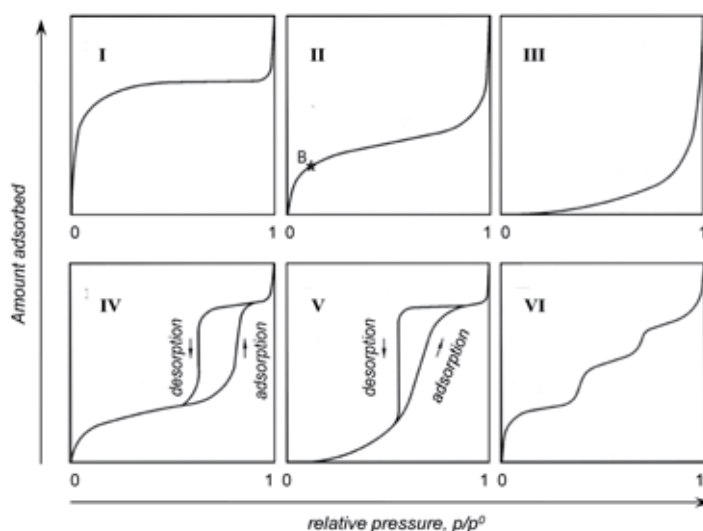 Amount adsorbed
I
II
III
B
0
1
0
1
0
1
IV
desorption
adsorption
V
desorption
adsorption
VI
0
1
0
1
0
1
relative pressure, p/p⁰